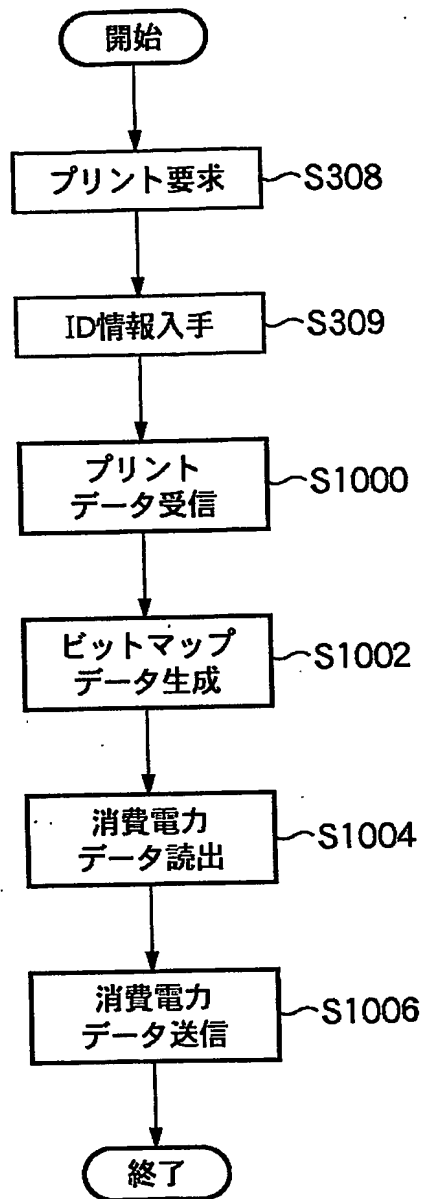 開始
プリント要求
S308
ID情報入手
S309
プリント
データ受信
S1000
ビットマップ
データ生成
S1002
消費電力
データ読出
S1004
消費電力
データ送信
S1006
終了